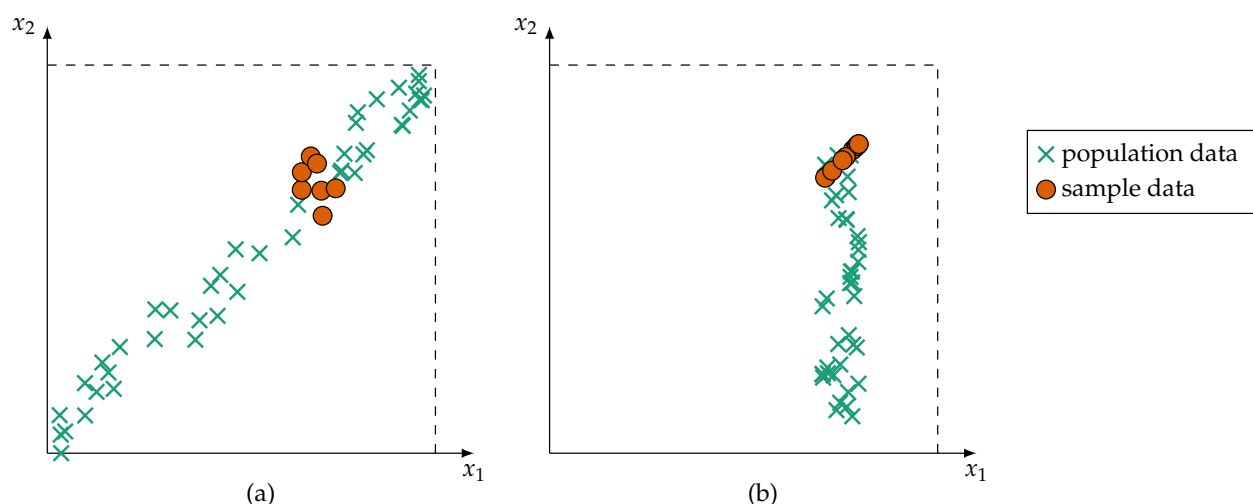 x2
x1
(a)
x2
x1
(b)
population data
sample data